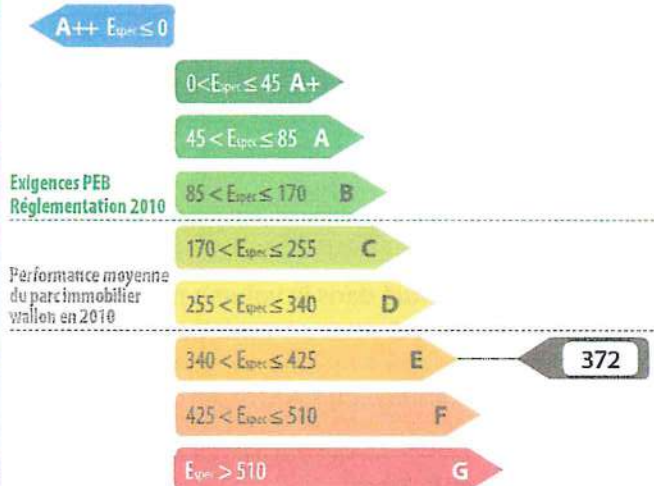 A++ Espec ≤ 0
0 < Espec ≤ 45 A+
45 < Espec ≤ 85 A
Exigences PEB
Réglementation 2010
85 < Espec ≤ 170 B
170 < Espec ≤ 255 C
Performance moyenne
du parc immobilier
wallon en 2010
255 < Espec ≤ 340 D
340 < Espec ≤ 425 E
372
425 < Espec ≤ 510 F
Espec > 510 G